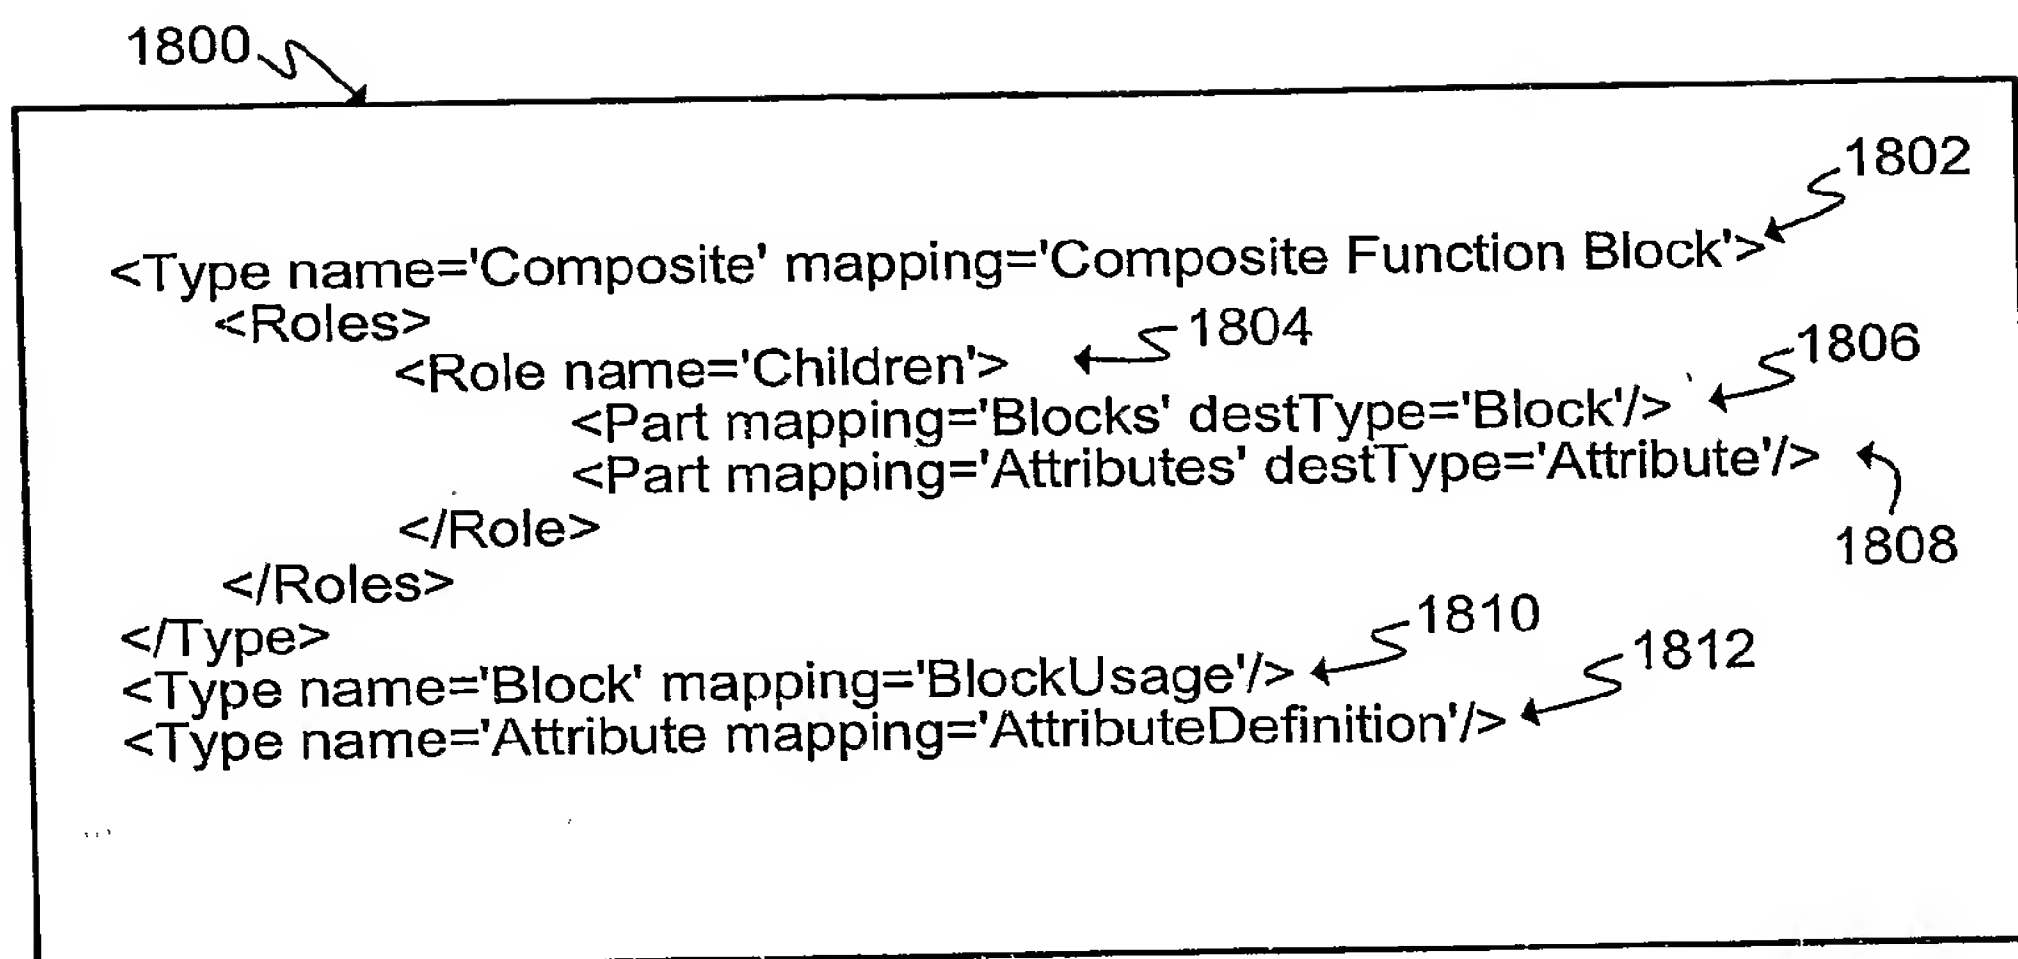 1800
1802
<Type name='Composite' mapping='Composite Function Block'>
<Roles>
1804
<Role name='Children'>
1806
<Part mapping='Blocks' destType='Block'/>
<Part mapping='Attributes' destType='Attribute'/>
1808
</Role>
</Roles>
</Type>
1810
<Type name='Block' mapping='BlockUsage'/>
1812
<Type name='Attribute mapping='AttributeDefinition'/>